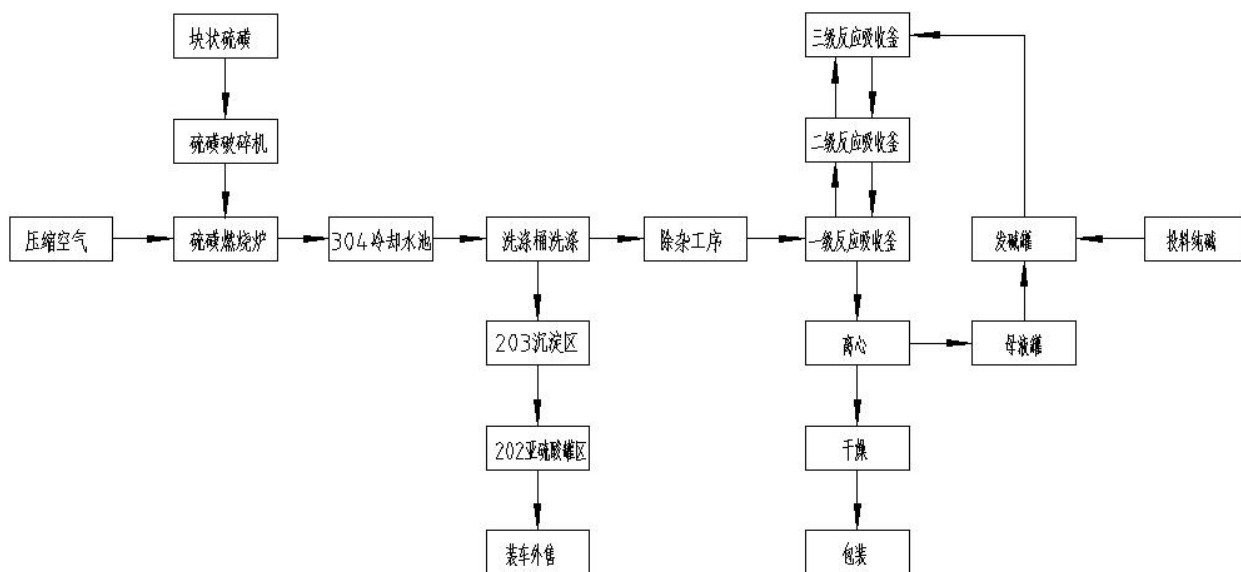 块状硫磺
三级反应吸收釜
硫磺破碎机
二级反应吸收釜
压缩空气
硫磺燃烧炉
304冷却水池
洗涤桶洗涤
除杂工序
一级反应吸收釜
发碱罐
投料纯碱
203沉淀区
离心
母液罐
202亚硫酸罐区
干燥
装车外售
包装